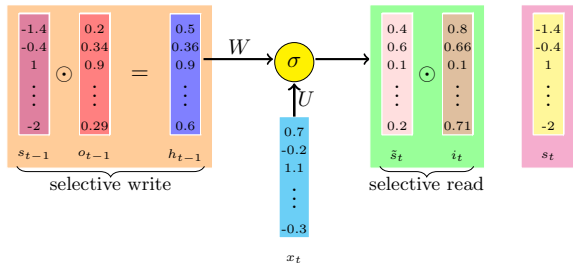 -1.4 0.2 0.5 0.4 0.8 -1.4
-0.4 0.34 0.36 W 0.6 0.66 -0.4
1 ⊙ 0.9 = 0.9 σ 0.1 ⊙ 0.1 1
⋮ ⋮ ⋮ U ⋮ ⋮ ⋮
-2 0.29 0.6 0.2 0.71 -2
s_{t−1} o_{t−1} h_{t−1} s̃_t i_t s_t
selective write selective read
0.7
-0.2
1.1
⋮
-0.3
x_t